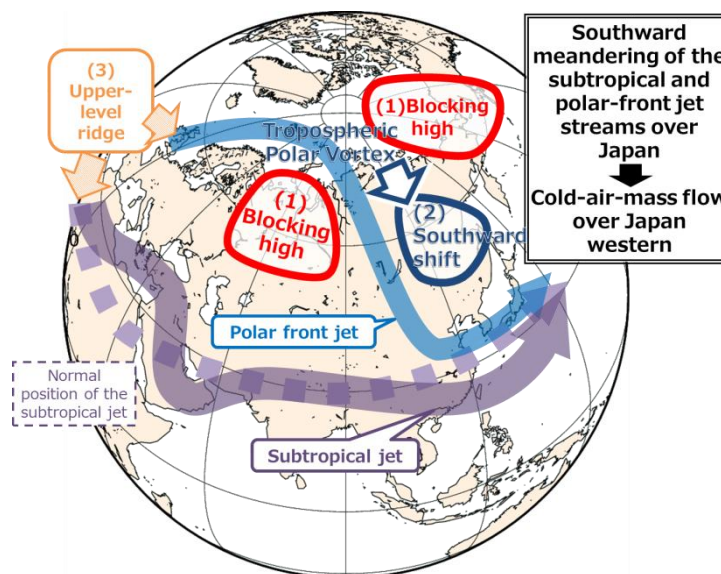 (3)
Upper-
level
ridge
(1)Blocking
high
Tropospheric
Polar Vortex
(1)
Blocking
high
(2)
Southward
shift
Polar front jet
Normal
position of the
subtropical jet
Subtropical jet
0
Southward
meandering of the
subtropical and
polar-front jet
streams over
Japan
Cold-air-mass flow
over Japan
western